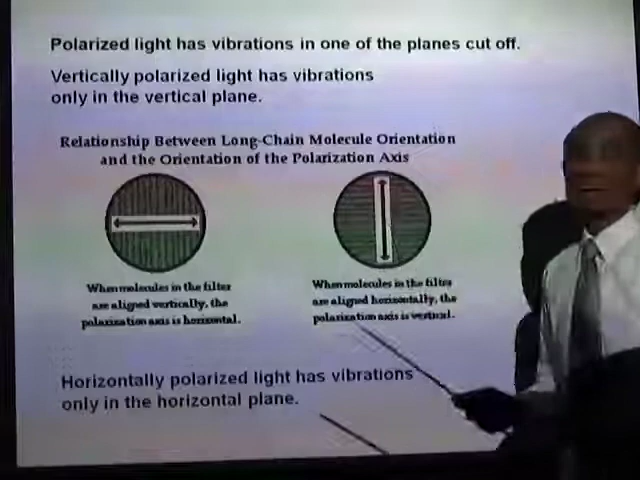 Polarized light has vibrations in one of the planes cut off.
Vertically polarized light has vibrations
only in the vertical plane.
Relationship Between Long-Chain Molecule Orientation
and the Orientation of the Polarization Axis
When molecules in the filter
are aligned vertically, the
polarization axis is horizontal.
When molecules in the filter
are aligned horizontally, the
polarization axis is vertical.
Horizontally polarized light has vibrations
only in the horizontal plane.